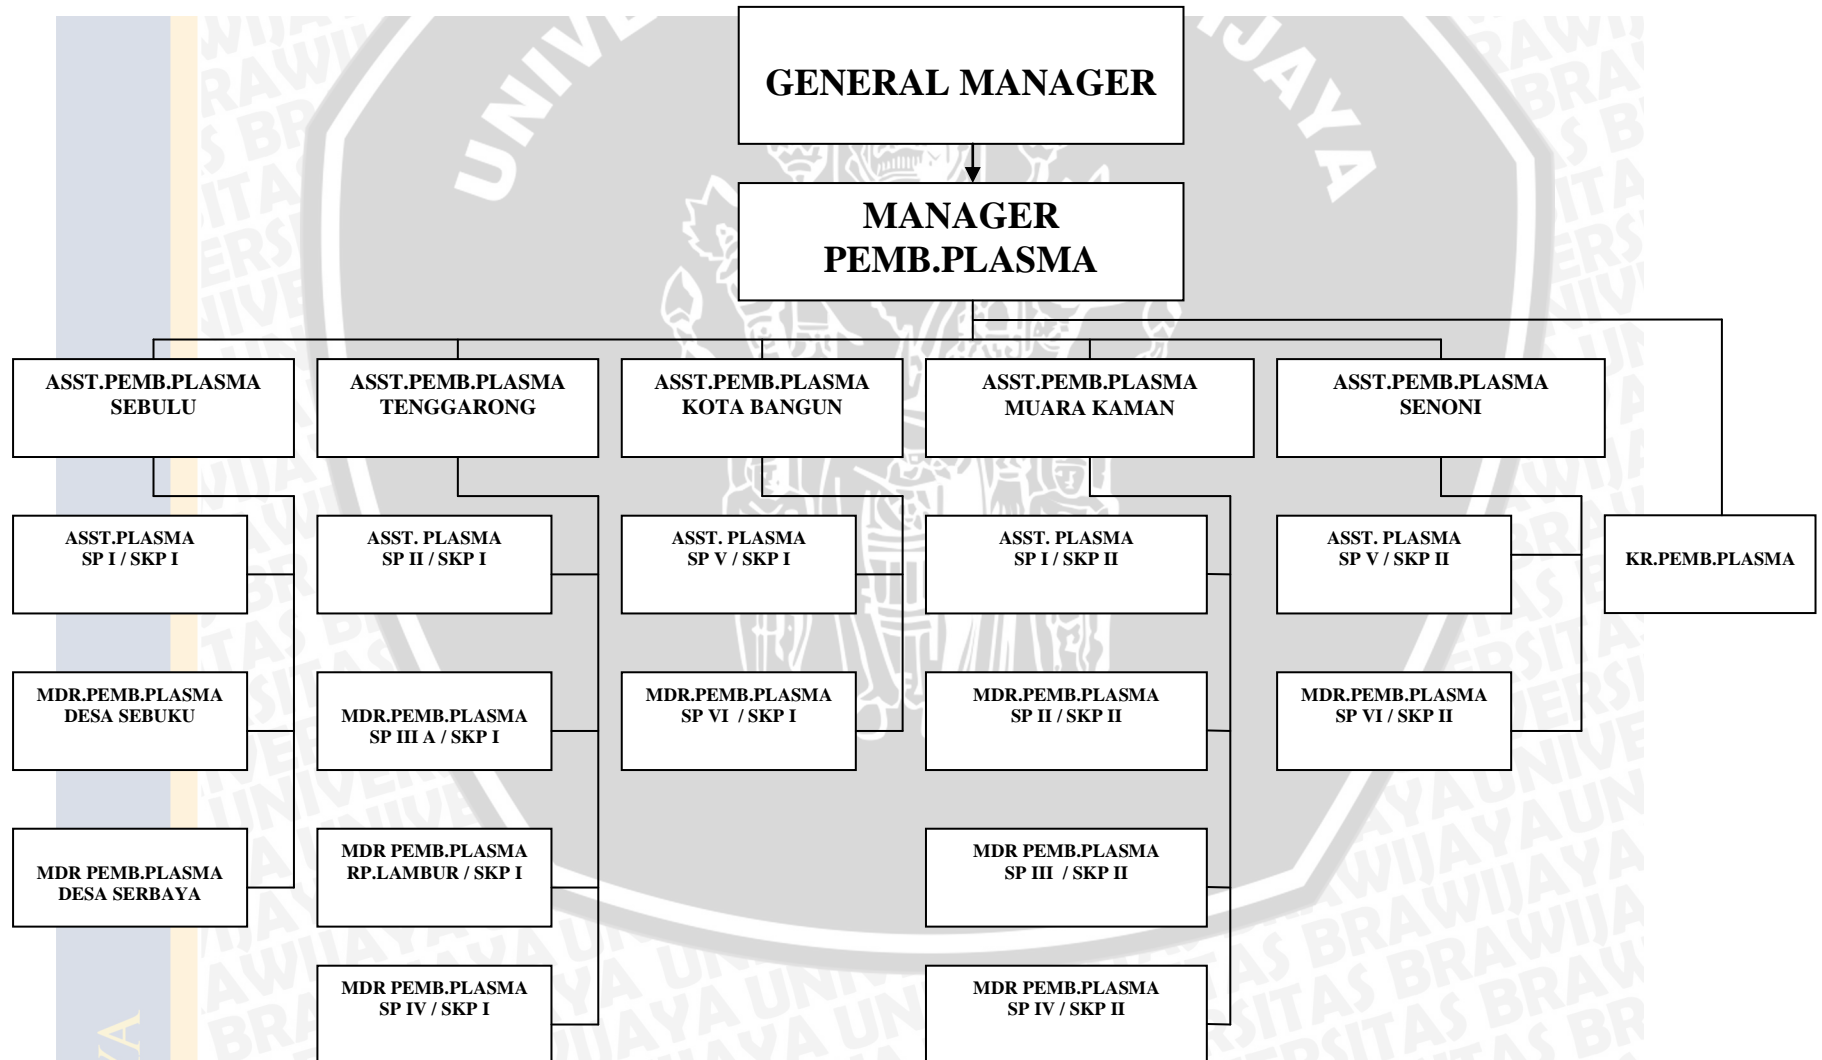 GENERAL MANAGER
MANAGER
PEMB.PLASMA
ASST.PEMB.PLASMA
SEBULU
ASST.PEMB.PLASMA
TENGGARONG
ASST.PEMB.PLASMA
KOTA BANGUN
ASST.PEMB.PLASMA
MUARA KAMAN
ASST.PEMB.PLASMA
SENONI
ASST.PLASMA
SP I / SKP I
ASST. PLASMA
SP II / SKP I
ASST. PLASMA
SP V / SKP I
ASST. PLASMA
SP I / SKP II
ASST. PLASMA
SP V / SKP II
KR.PEMB.PLASMA
MDR.PEMB.PLASMA
DESA SEBUKU
MDR.PEMB.PLASMA
SP III A / SKP I
MDR.PEMB.PLASMA
SP VI / SKP I
MDR.PEMB.PLASMA
SP II / SKP II
MDR.PEMB.PLASMA
SP VI / SKP II
MDR PEMB.PLASMA
DESA SERBAYA
MDR PEMB.PLASMA
RP.LAMBUR / SKP I
MDR PEMB.PLASMA
SP III / SKP II
MDR PEMB.PLASMA
SP IV / SKP I
MDR PEMB.PLASMA
SP IV / SKP II